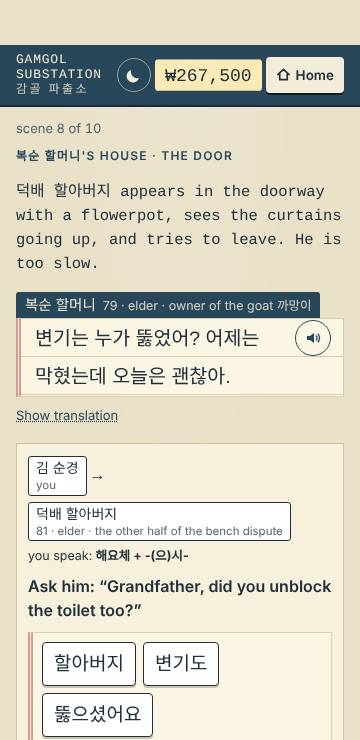 GAMGOL
SUBSTATION
감골 파출소
₩267,500
Home
scene 8 of 10
복순 할머니'S HOUSE · THE DOOR
덕배 할아버지 appears in the doorway
with a flowerpot, sees the curtains
going up, and tries to leave. He is
too slow.
복순 할머니 79 · elder · owner of the goat 까망이
변기는 누가 뚫었어? 어제는
막혔는데 오늘은 괜찮아.
Show translation
김 순경
you
→
덕배 할아버지
81 · elder · the other half of the bench dispute
you speak: 해요체 + -(으)시-
Ask him: “Grandfather, did you unblock
the toilet too?”
할아버지 변기도
뚫으셨어요